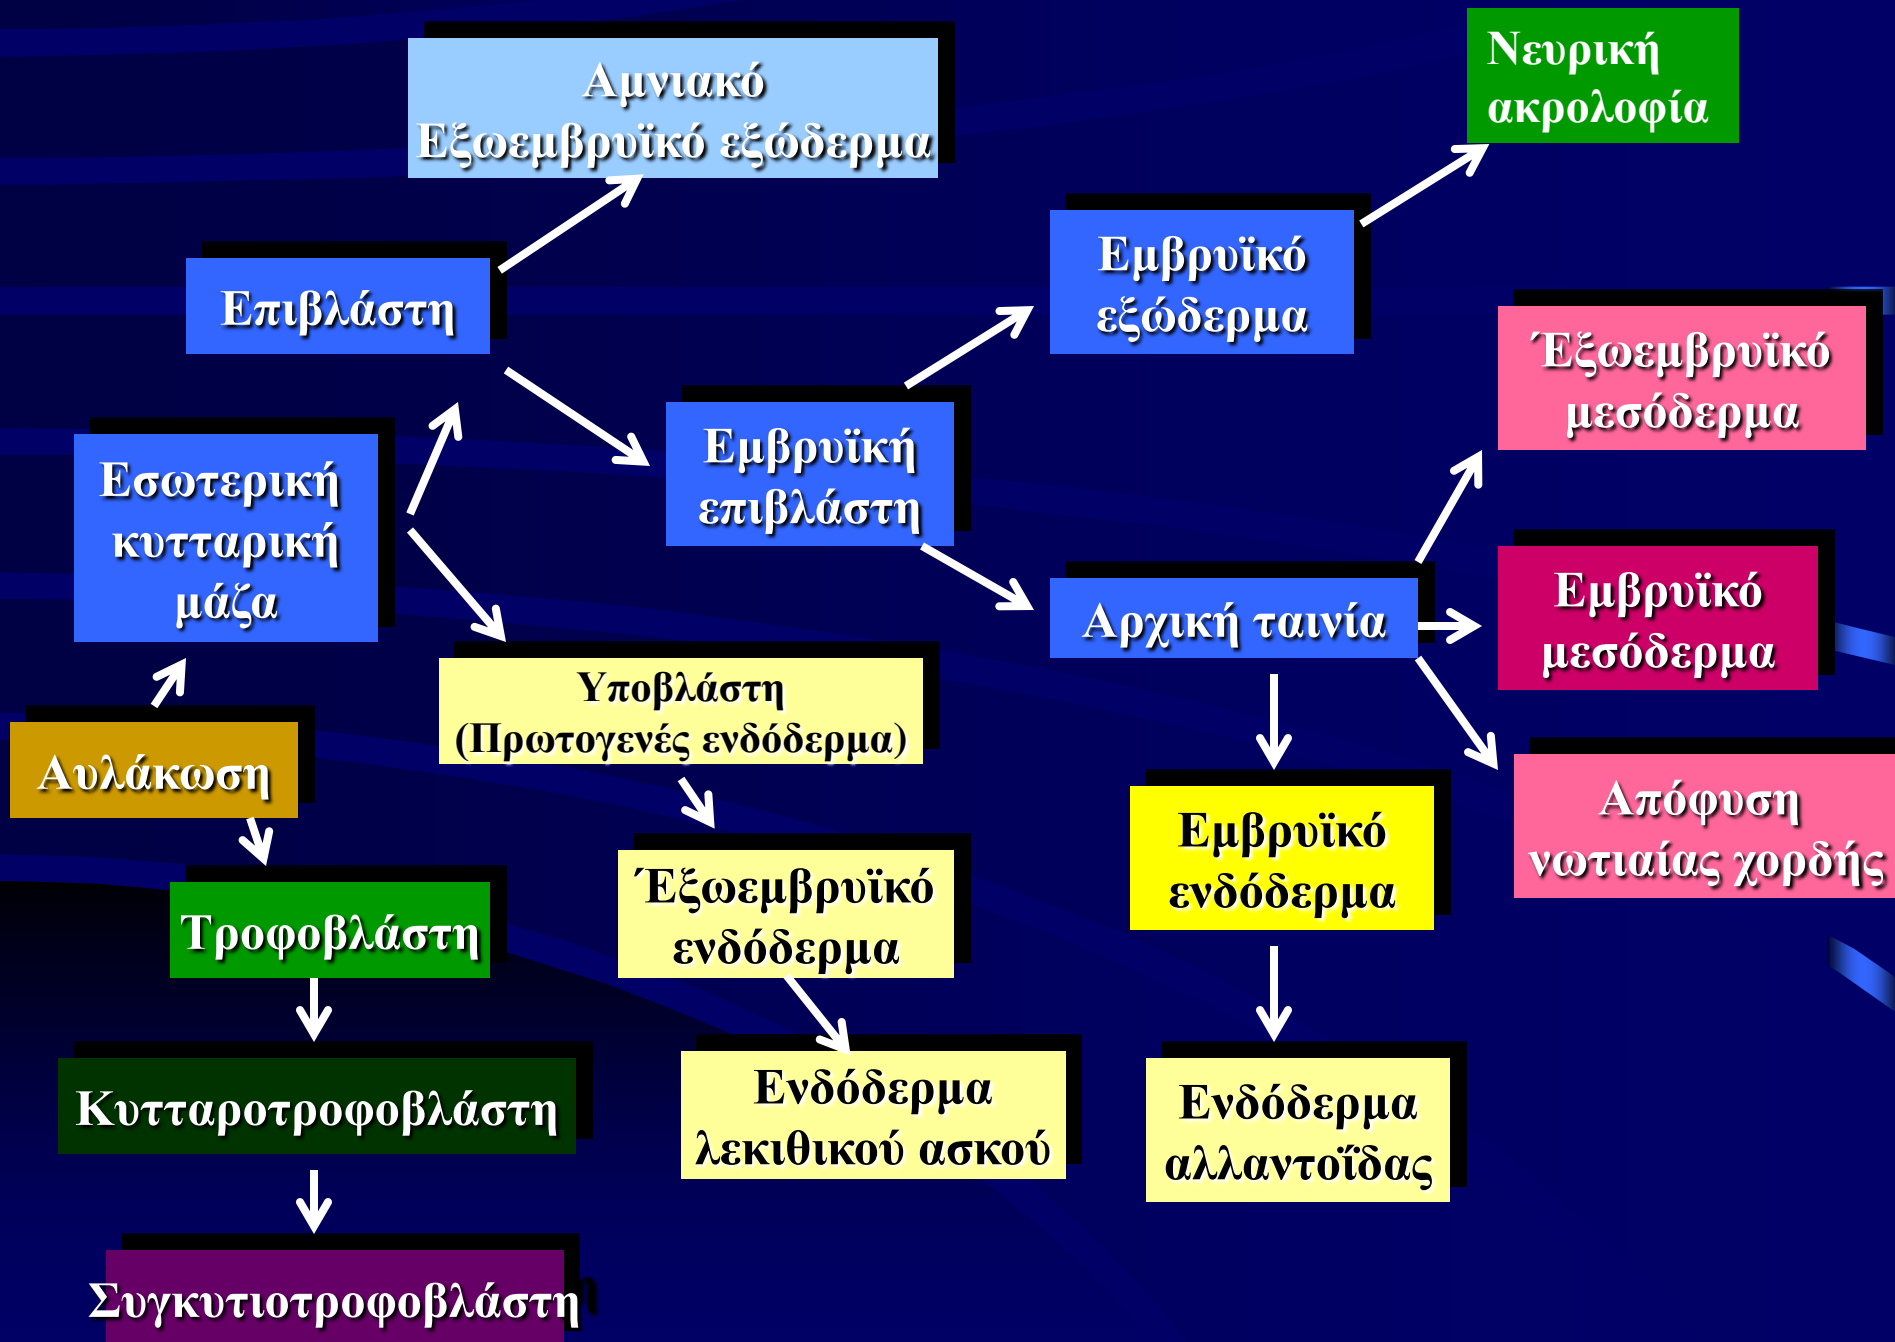 Αμνιακό
Εξωεμβρυϊκό εξώδερμα
Νευρική
ακρολοφία
Επιβλάστη
Εμβρυϊκό
εξώδερμα
Έξωεμβρυϊκό
μεσόδερμα
Εσωτερική
κυτταρική
μάζα
Εμβρυϊκή
επιβλάστη
Αρχική ταινία
Εμβρυϊκό
μεσόδερμα
Υποβλάστη
(Πρωτογενές ενδόδερμα)
Αυλάκωση
Απόφυση
νωτιαίας χορδής
Εμβρυϊκό
ενδόδερμα
Τροφοβλάστη
Έξωεμβρυϊκό
ενδόδερμα
Κυτταροτροφοβλάστη
Ενδόδερμα
λεκιθικού ασκού
Ενδόδερμα
αλλαντοΐδας
Συγκυτιοτροφοβλάστη